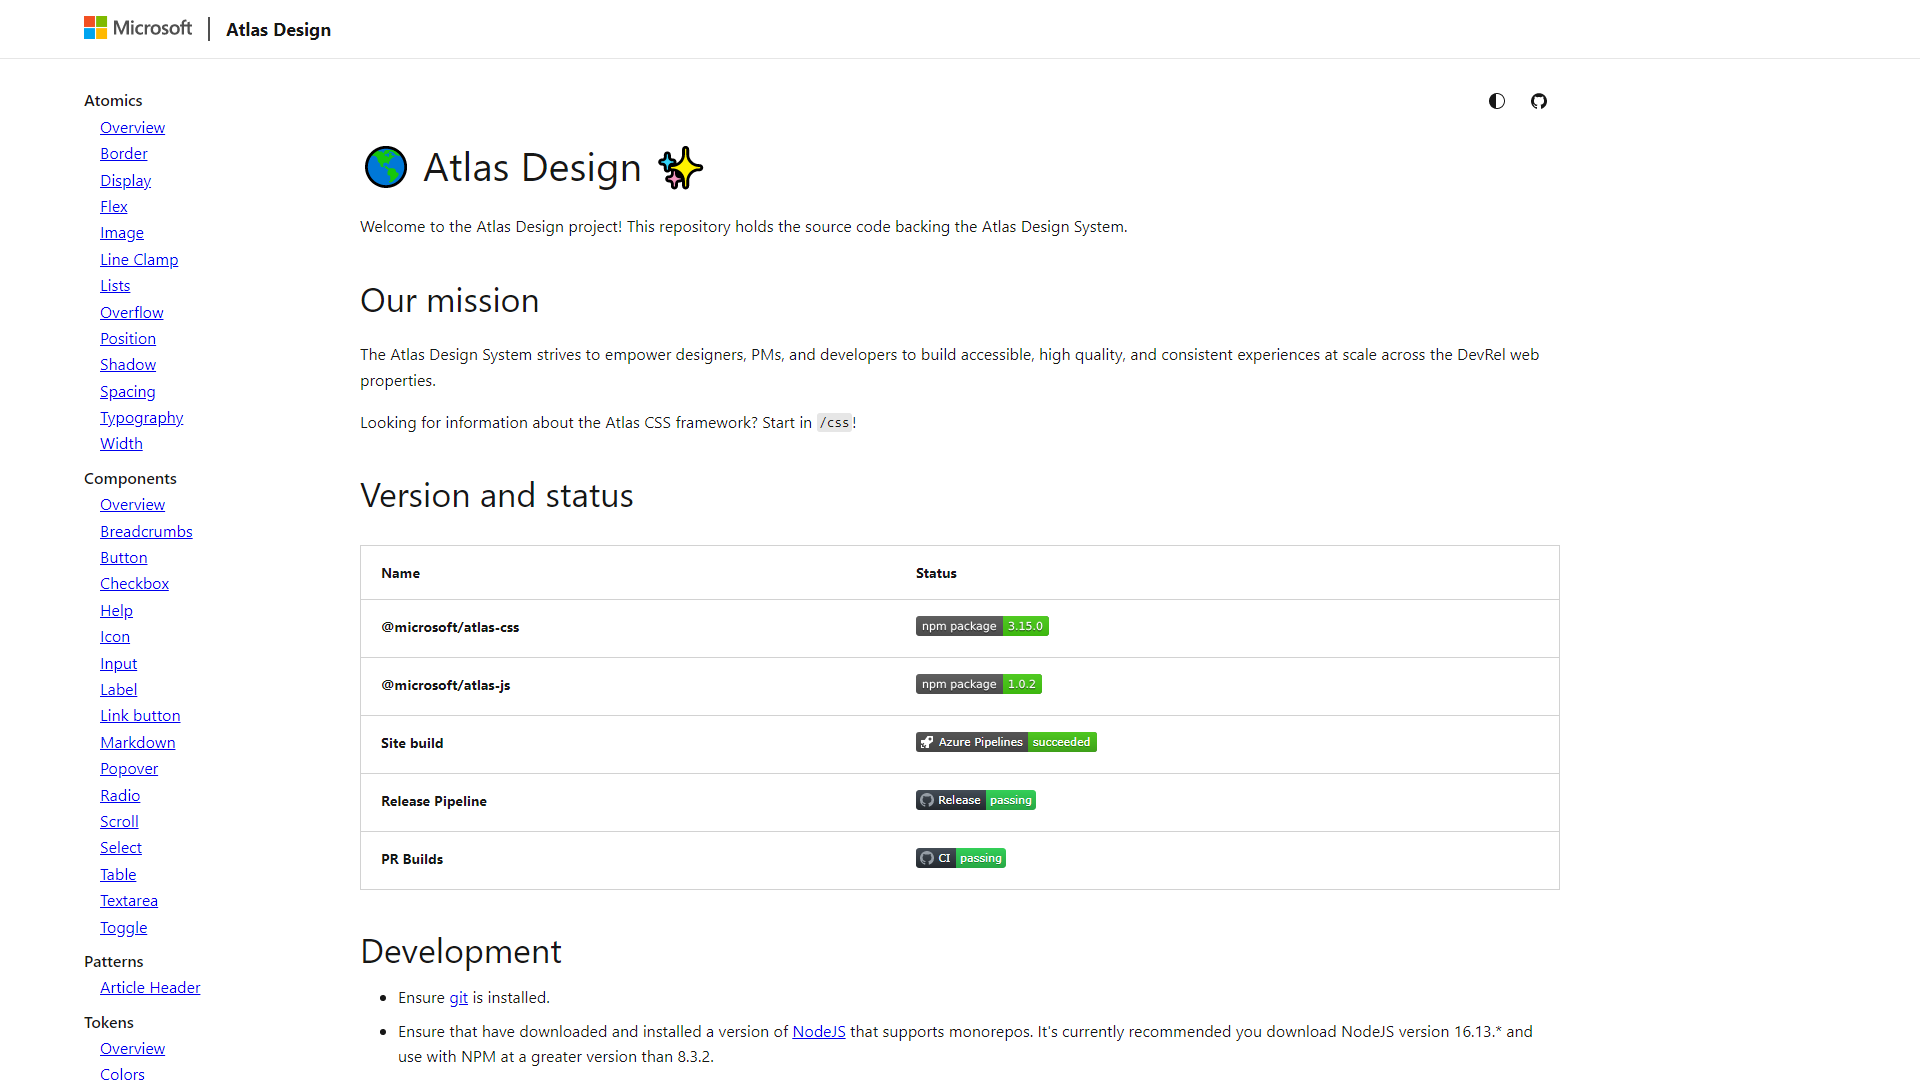 Microsoft
Atlas Design
Atomics
Overview
Border
Display
Flex
Image
Line Clamp
Lists
Overflow
Position
Shadow
Spacing
Typography
Width
Components
Overview
Breadcrumbs
Button
Checkbox
Help
Icon
Input
Label
Link button
Markdown
Popover
Radio
Scroll
Select
Table
Textarea
Toggle
Patterns
Article Header
Tokens
Overview
Colors
Atlas Design
Welcome to the Atlas Design project! This repository holds the source code backing the Atlas Design System.
Our mission
The Atlas Design System strives to empower designers, PMs, and developers to build accessible, high quality, and consistent experiences at scale across the DevRel web
properties.
Looking for information about the Atlas CSS framework? Start in /css!
Version and status
Name Status
@microsoft/atlas-css npm package 3.15.0
@microsoft/atlas-js npm package 1.0.2
Site build Azure Pipelines succeeded
Release Pipeline Release passing
PR Builds CI passing
Development
Ensure git is installed.
Ensure that have downloaded and installed a version of NodeJS that supports monorepos. It's currently recommended you download NodeJS version 16.13.* and
use with NPM at a greater version than 8.3.2.